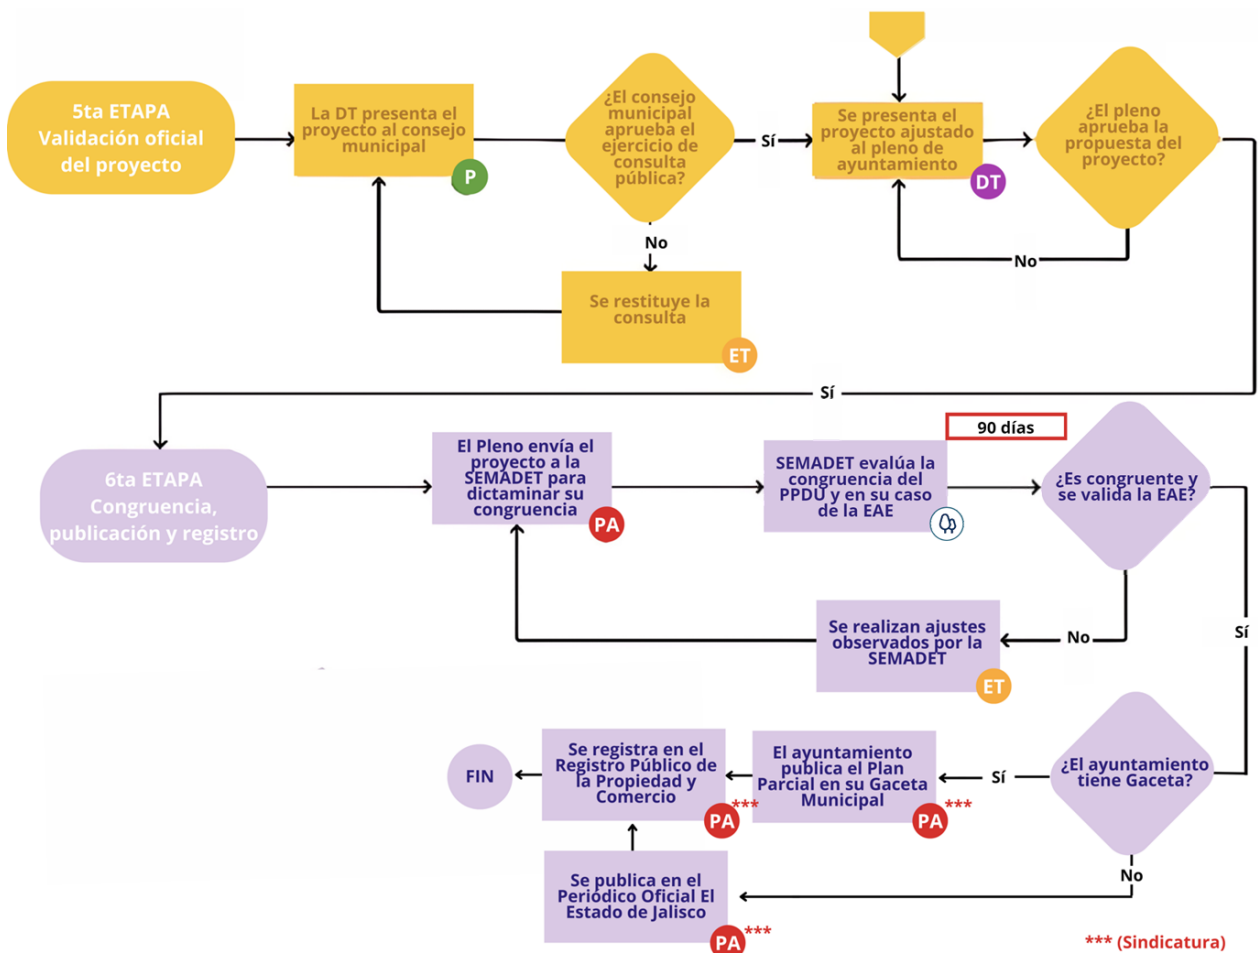 5ta ETAPA
Validación oficial
del proyecto
La DT presenta el
proyecto al consejo
municipal
P
¿El consejo
municipal
aprueba el
ejercicio de
consulta
pública?
Sí
No
Se restituye la
consulta
ET
Se presenta el
proyecto ajustado
al pleno de
ayuntamiento
DT
¿El pleno
aprueba la
propuesta del
proyecto?
No
Sí
6ta ETAPA
Congruencia,
publicación y registro
El Pleno envía el
proyecto a la
SEMADET para
dictaminar su
congruencia
PA
SEMADET evalúa la
congruencia del
PPDU y en su caso
de la EAE
90 días
¿Es congruente y
se valida la EAE?
No
Sí
Se realizan ajustes
observados por la
SEMADET
ET
¿El ayuntamiento
tiene Gaceta?
Sí
No
El ayuntamiento
publica el Plan
Parcial en su Gaceta
Municipal
PA ***
Se registra en el
Registro Público de
la Propiedad y
Comercio
PA ***
FIN
Se publica en el
Periódico Oficial El
Estado de Jalisco
PA ***
*** (Sindicatura)